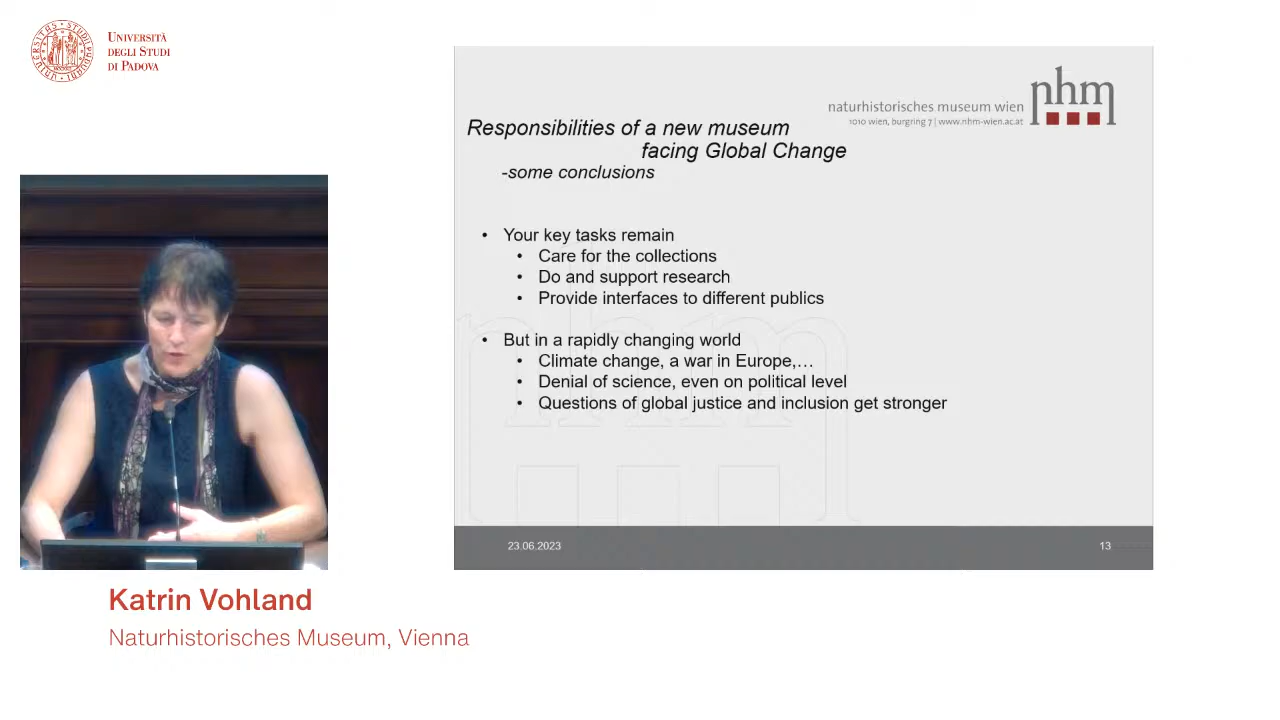 UNIVERSITÀ
DEGLI STUDI
DI PADOVA
naturhistorisches museum wien
1010 wien, burgring 7 | www.nhm-wien.ac.at
nhm
Responsibilities of a new museum
facing Global Change
-some conclusions
• Your key tasks remain
• Care for the collections
• Do and support research
• Provide interfaces to different publics
• But in a rapidly changing world
• Climate change, a war in Europe,…
• Denial of science, even on political level
• Questions of global justice and inclusion get stronger
nhm
23.06.2023
13
Katrin Vohland
Naturhistorisches Museum, Vienna